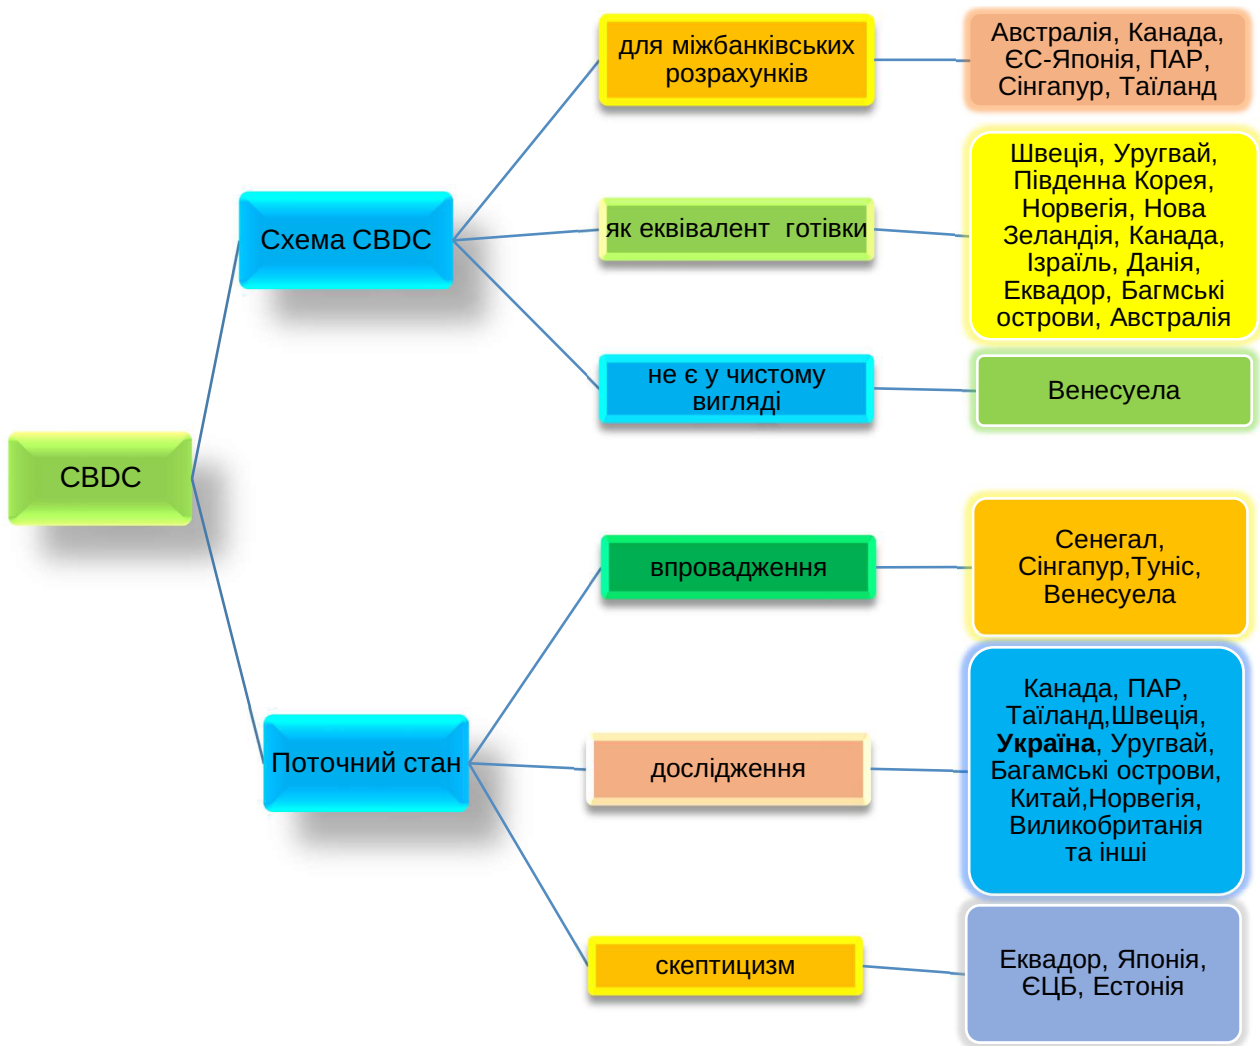 CBDC
Схема CBDC
для міжбанківських
розрахунків
Австралія, Канада,
ЄС-Японія, ПАР,
Сінгапур, Таїланд
як еквівалент готівки
Швеція, Уругвай,
Південна Корея,
Норвегія, Нова
Зеландія, Канада,
Ізраїль, Данія,
Еквадор, Багмські
острови, Австралія
не є у чистому
вигляді
Венесуела
Поточний стан
впровадження
Сенегал,
Сінгапур,Туніс,
Венесуела
дослідження
Канада, ПАР,
Таїланд,Швеція,
Україна, Уругвай,
Багамські острови,
Китай,Норвегія,
Виликобританія
та інші
скептицизм
Еквадор, Японія,
ЄЦБ, Естонія